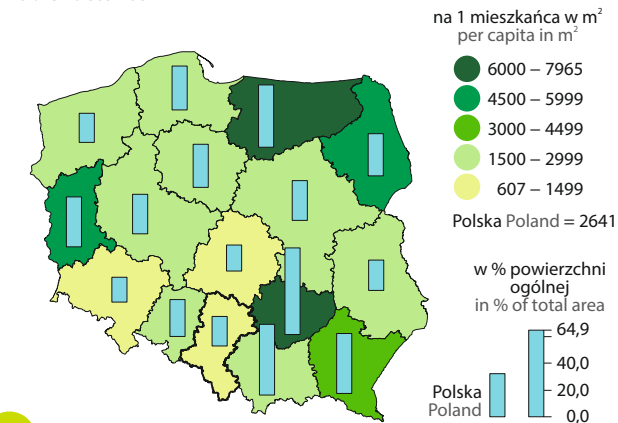 na 1 mieszkańca w m²
per capita in m²
6000 – 7965
4500 – 5999
3000 – 4499
1500 – 2999
607 – 1499
Polska Poland = 2641
w % powierzchni
ogólnej
in % of total area
64,9
40,0
20,0
0,0
Polska
Poland